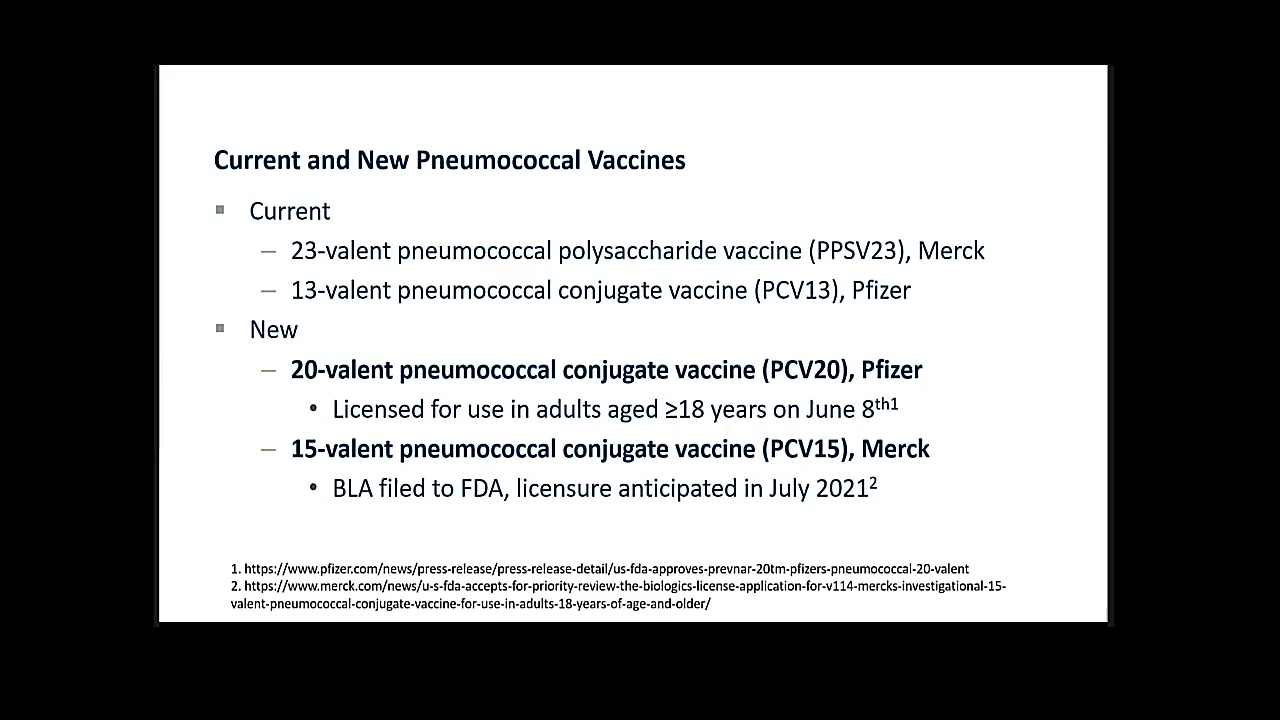 Current and New Pneumococcal Vaccines
▪ Current
– 23-valent pneumococcal polysaccharide vaccine (PPSV23), Merck
– 13-valent pneumococcal conjugate vaccine (PCV13), Pfizer
▪ New
– 20-valent pneumococcal conjugate vaccine (PCV20), Pfizer
• Licensed for use in adults aged ≥18 years on June 8th1
– 15-valent pneumococcal conjugate vaccine (PCV15), Merck
• BLA filed to FDA, licensure anticipated in July 20212
1. https://www.pfizer.com/news/press-release/press-release-detail/us-fda-approves-prevnar-20tm-pfizers-pneumococcal-20-valent
2. https://www.merck.com/news/u-s-fda-accepts-for-priority-review-the-biologics-license-application-for-v114-mercks-investigational-15-
valent-pneumococcal-conjugate-vaccine-for-use-in-adults-18-years-of-age-and-older/